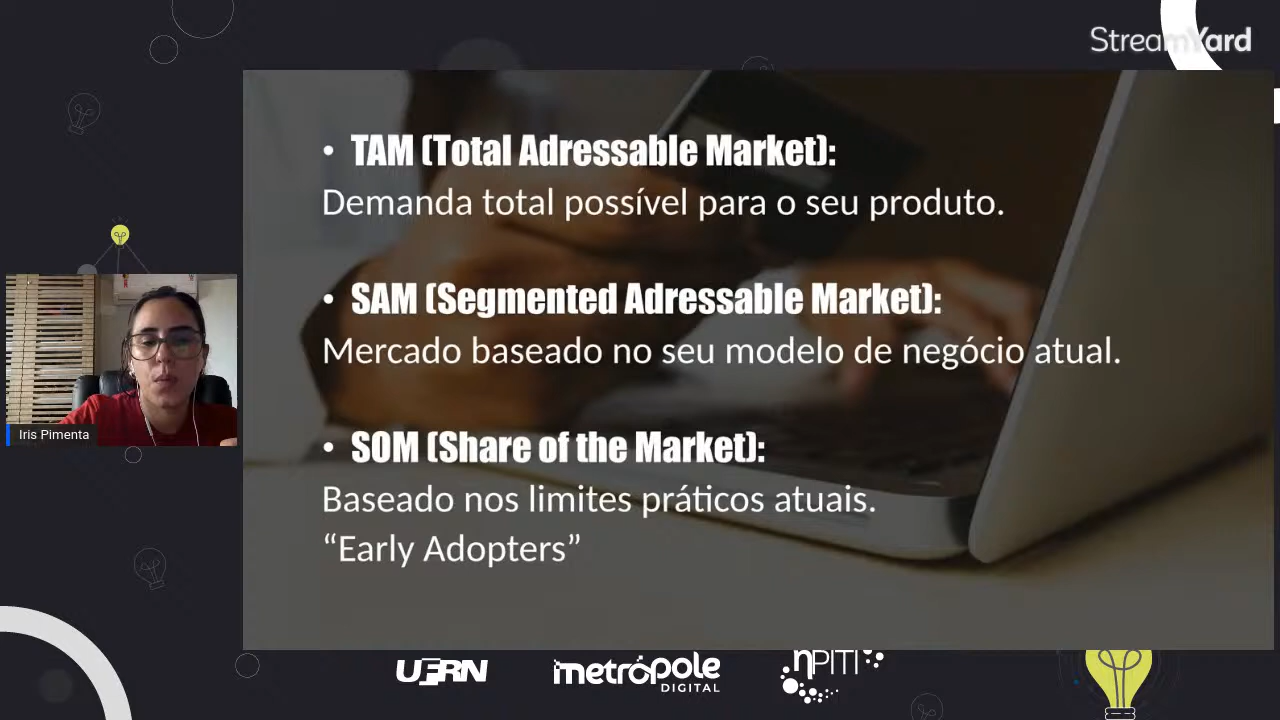 StreamYard
• TAM (Total Adressable Market):
Demanda total possível para o seu produto.
• SAM (Segmented Adressable Market):
Mercado baseado no seu modelo de negócio atual.
• SOM (Share of the Market):
Baseado nos limites práticos atuais.
“Early Adopters”
Iris Pimenta
UFRN
metrópole
DIGITAL
nPITI